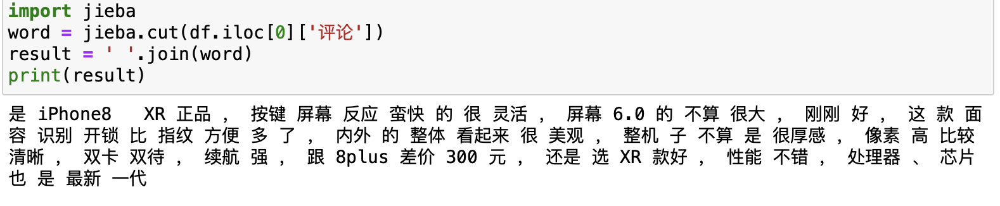 import jieba
word = jieba.cut(df.iloc[0]['评论'])
result = ' '.join(word)
print(result)
是 iPhone8   XR 正品 ， 按键 屏幕 反应 蛮快 的 很 灵活 ， 屏幕 6.0 的 不算 很大 ， 刚刚 好 ， 这 款 面
容 识别 开锁 比 指纹 方便 多 了 ， 内外 的 整体 看起来 很 美观 ， 整机 子 不算 是 很厚感 ， 像素 高 比较
清晰 ， 双卡 双待 ， 续航 强 ， 跟 8plus 差价 300 元 ， 还是 选 XR 款好 ， 性能 不错 ， 处理器 、 芯片
也 是 最新 一代